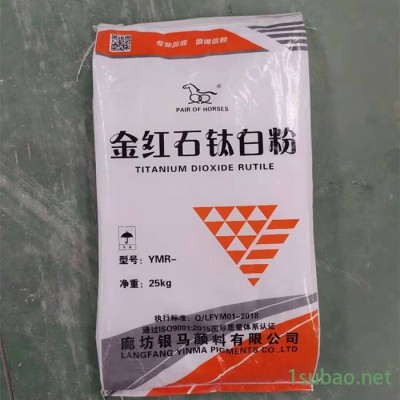 专业品质 值得信赖
PAIR OF HORSES
金红石钛白粉
TITANIUM DIOXIDE RUTILE
型号: YMR-
净重: 25kg
执行标准: Q/LFYM01-2018
通过ISO9001:2015国际质量体系认证
廊坊银马颜料有限公司
LANGFANG YINMA PIGMENTS CO.,LTD
1subao.net